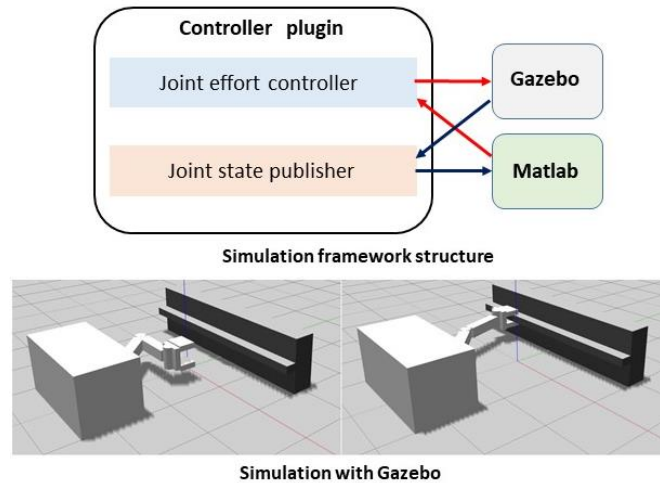 Controller plugin
Joint effort controller
Gazebo
Joint state publisher
Matlab
Simulation framework structure
Simulation with Gazebo